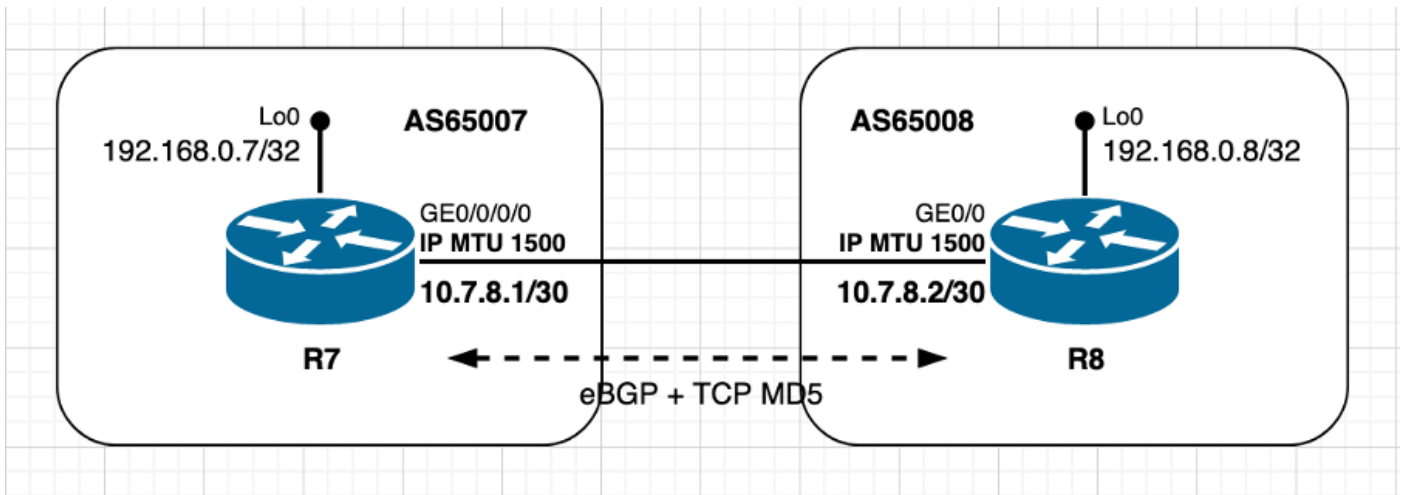 Lo0
192.168.0.7/32
AS65007
GE0/0/0/0
IP MTU 1500
10.7.8.1/30
R7
AS65008
Lo0
192.168.0.8/32
GE0/0
IP MTU 1500
10.7.8.2/30
R8
eBGP + TCP MD5